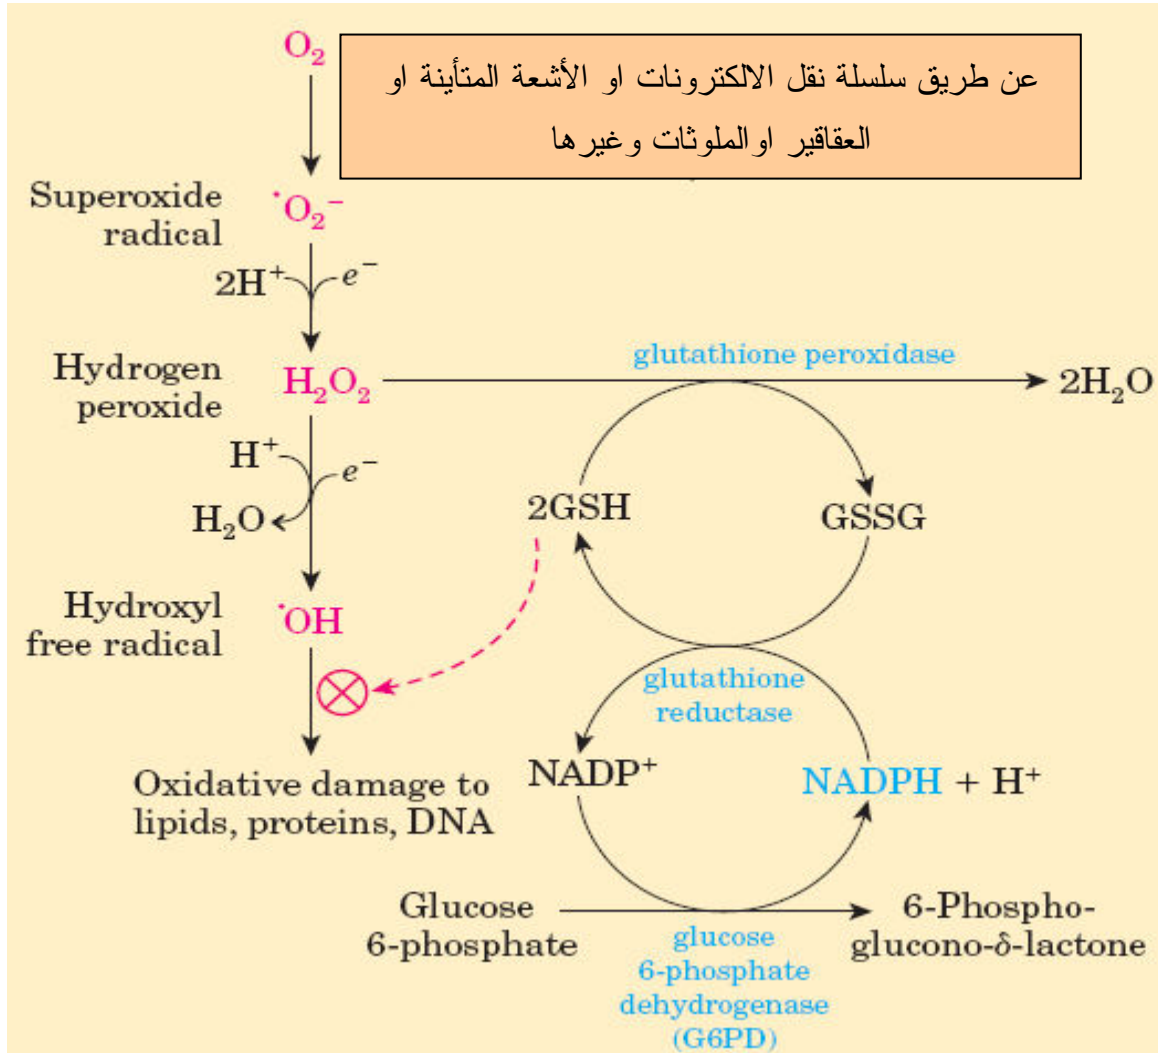 O₂
عن طريق سلسلة نقل الالكترونات او الأشعة المتأينة او
العقاقير اوالملوثات وغيرها
Superoxide
radical
˙O₂⁻
2H⁺
e⁻
Hydrogen
peroxide
H₂O₂
glutathione peroxidase
2H₂O
H⁺
e⁻
H₂O
2GSH
GSSG
Hydroxyl
free radical
˙OH
glutathione
reductase
Oxidative damage to
lipids, proteins, DNA
NADP⁺
NADPH + H⁺
Glucose
6-phosphate
6-Phospho-
glucono-δ-lactone
glucose
6-phosphate
dehydrogenase
(G6PD)